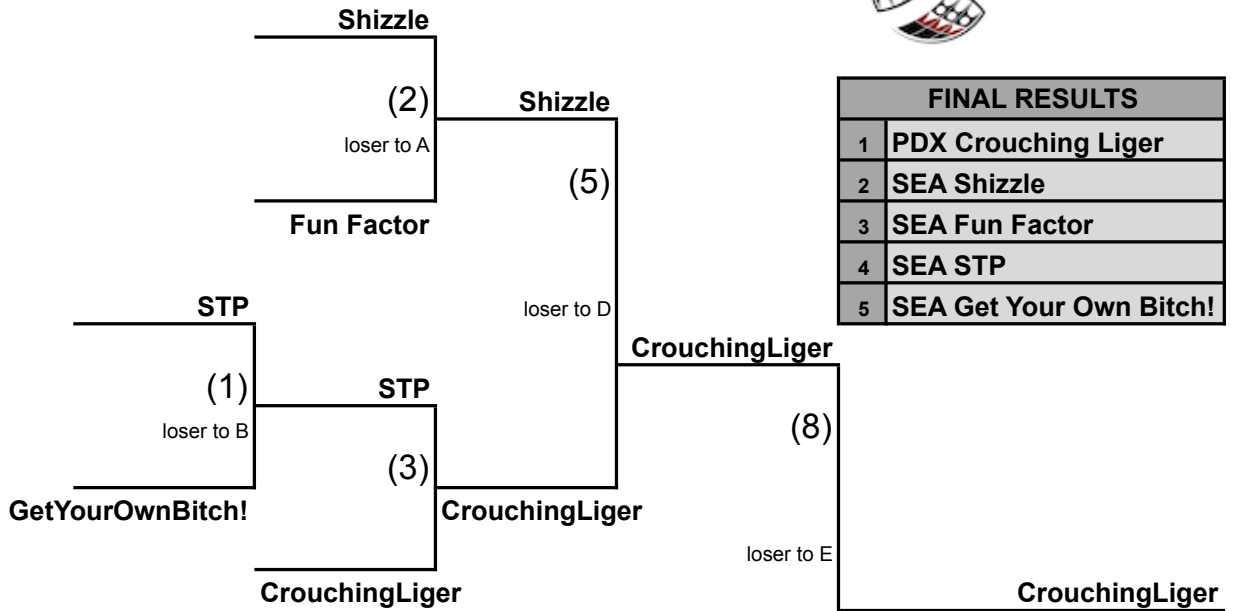 Shizzle
(2)
Shizzle
loser to A
(5)
Fun Factor
STP
loser to D
CrouchingLiger
(1)
STP
(8)
loser to B
(3)
GetYourOwnBitch!
CrouchingLiger
loser to E
CrouchingLiger
CrouchingLiger
FINAL RESULTS
1 PDX Crouching Liger
2 SEA Shizzle
3 SEA Fun Factor
4 SEA STP
5 SEA Get Your Own Bitch!